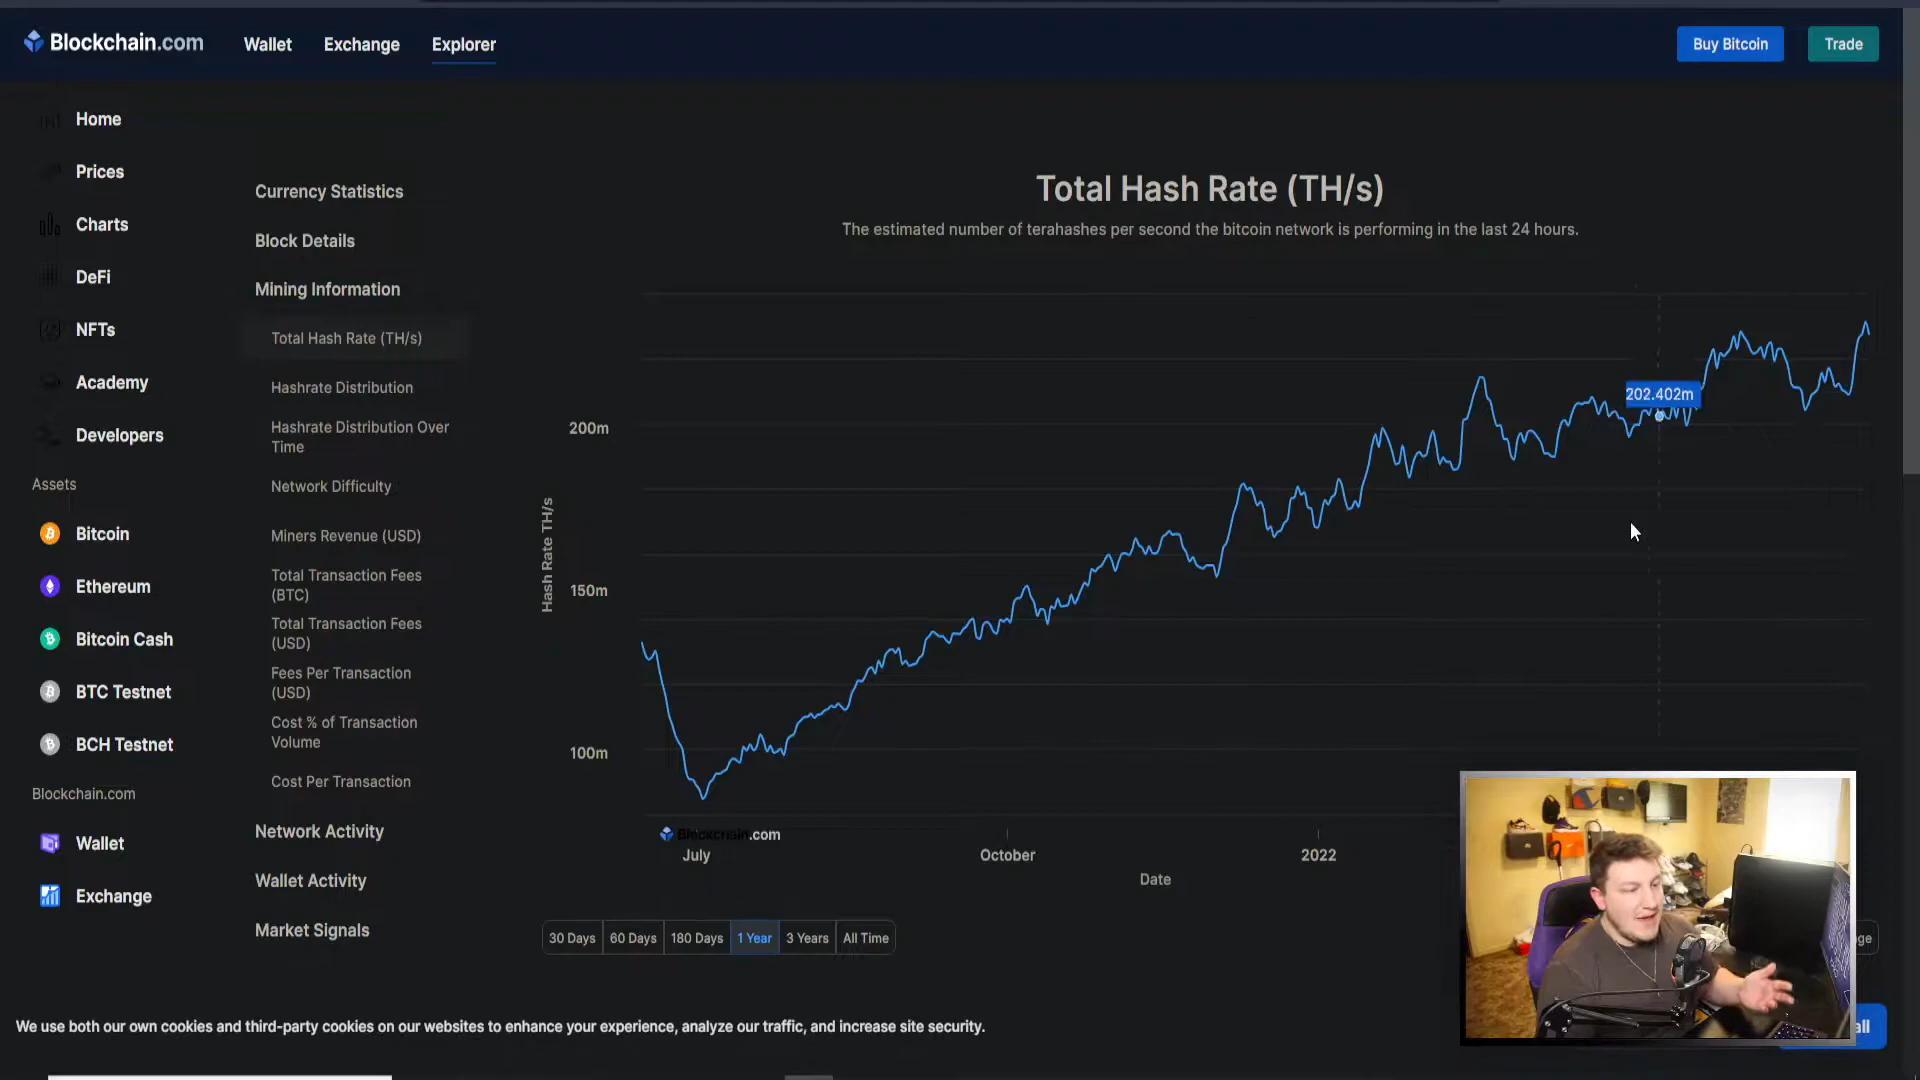 Blockchain.com
Wallet
Exchange
Explorer
Buy Bitcoin
Trade
Home
Prices
Charts
DeFi
NFTs
Academy
Developers
Assets
Bitcoin
Ethereum
Bitcoin Cash
BTC Testnet
BCH Testnet
Blockchain.com
Wallet
Exchange
Currency Statistics
Block Details
Mining Information
Total Hash Rate (TH/s)
Hashrate Distribution
Hashrate Distribution Over
Time
Network Difficulty
Miners Revenue (USD)
Total Transaction Fees
(BTC)
Total Transaction Fees
(USD)
Fees Per Transaction
(USD)
Cost % of Transaction
Volume
Cost Per Transaction
Network Activity
Wallet Activity
Market Signals
Total Hash Rate (TH/s)
The estimated number of terahashes per second the bitcoin network is performing in the last 24 hours.
202.402m
200m
150m
100m
Hash Rate TH/s
Blockchain.com
July
October
2022
Date
30 Days
60 Days
180 Days
1 Year
3 Years
All Time
We use both our own cookies and third-party cookies on our websites to enhance your experience, analyze our traffic, and increase site security.